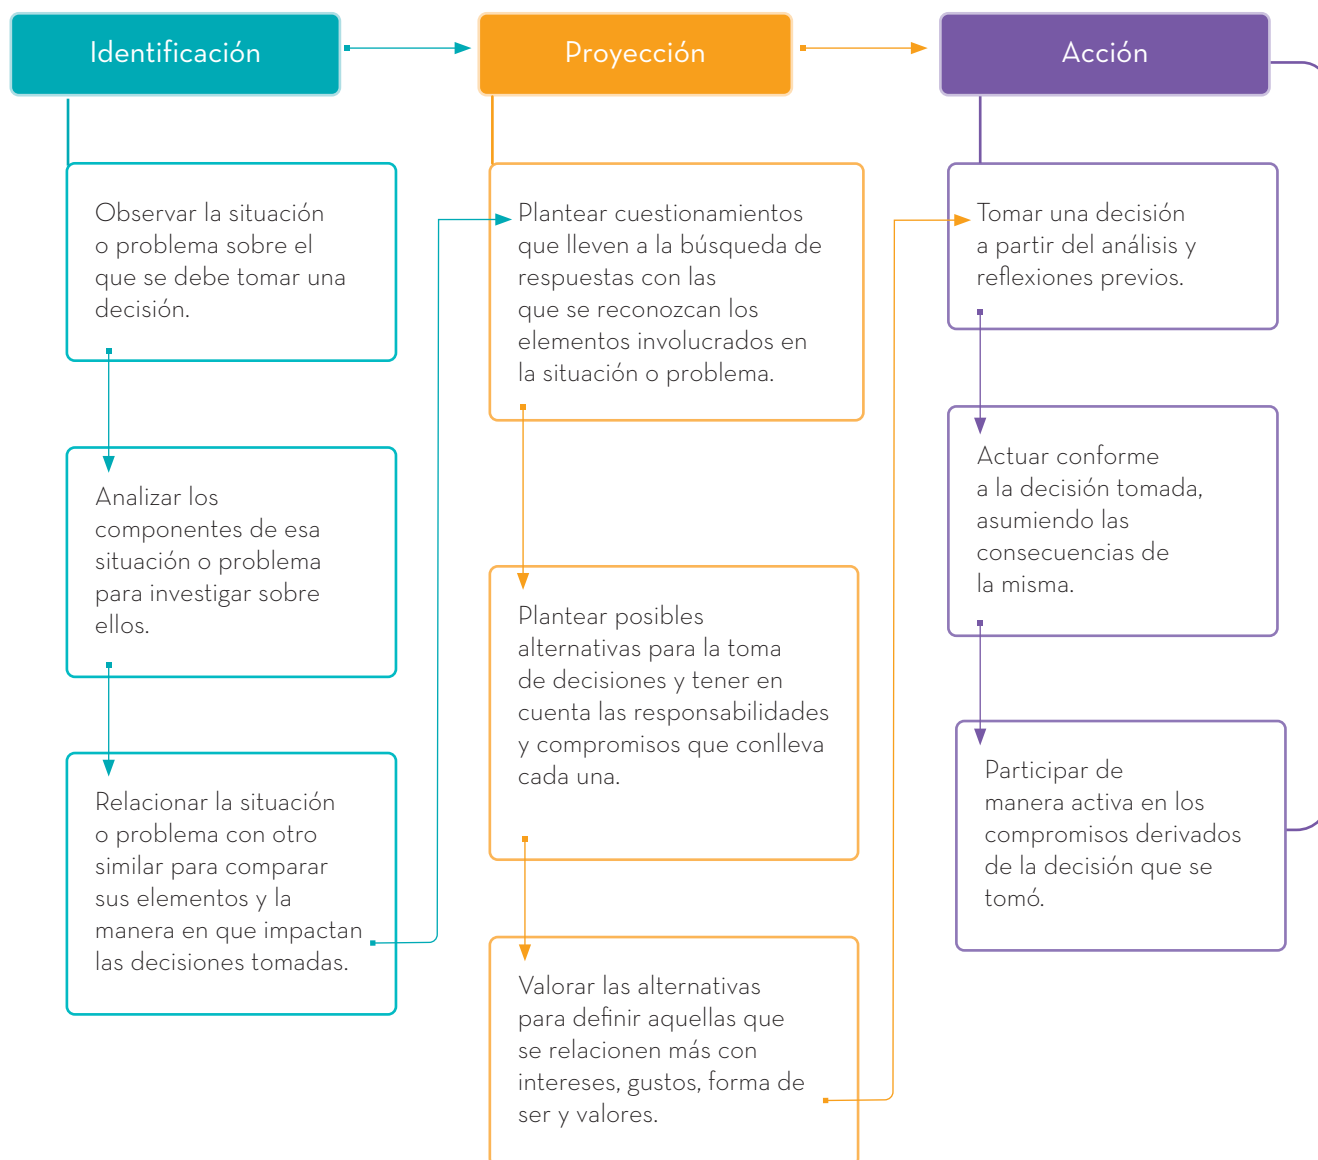 Identificación
Observar la situación
o problema sobre el
que se debe tomar una
decisión.
Analizar los
componentes de esa
situación o problema
para investigar sobre
ellos.
Relacionar la situación
o problema con otro
similar para comparar
sus elementos y la
manera en que impactan
las decisiones tomadas.
Proyección
Plantear cuestionamientos
que lleven a la búsqueda de
respuestas con las
que se reconozcan los
elementos involucrados en
la situación o problema.
Plantear posibles
alternativas para la toma
de decisiones y tener en
cuenta las responsabilidades
y compromisos que conlleva
cada una.
Valorar las alternativas
para definir aquellas que
se relacionen más con
intereses, gustos, forma de
ser y valores.
Acción
Tomar una decisión
a partir del análisis y
reflexiones previos.
Actuar conforme
a la decisión tomada,
asumiendo las
consecuencias de
la misma.
Participar de
manera activa en los
compromisos derivados
de la decisión que se
tomó.